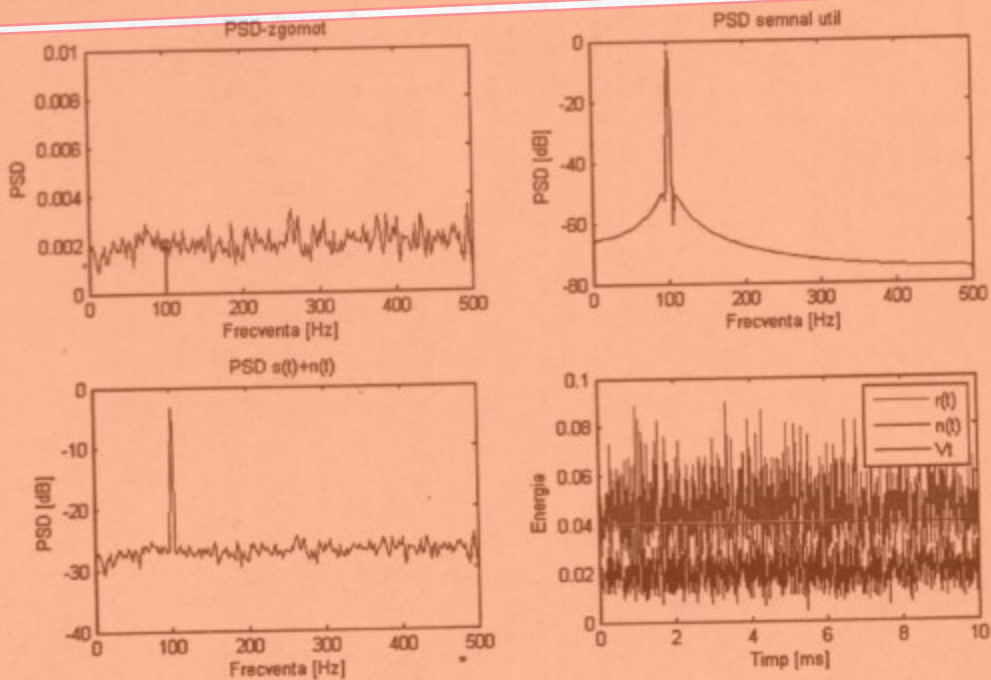 PSD-zgomot
0.01
0.008
0.006
0.004
0.002
0
PSD
0 100 200 300 400 500
Frecventa [Hz]
PSD semnal util
0
-20
-40
-60
-80
PSD [dB]
0 100 200 300 400 500
Frecventa [Hz]
PSD s(t)+n(t)
0
-10
-20
-30
-40
PSD [dB]
0 100 200 300 400 500
Frecventa [Hz]
0.1
0.08
0.06
0.04
0.02
0
Energia
r(t)
n(t)
Vt
0 2 4 6 8 10
Timp [ms]